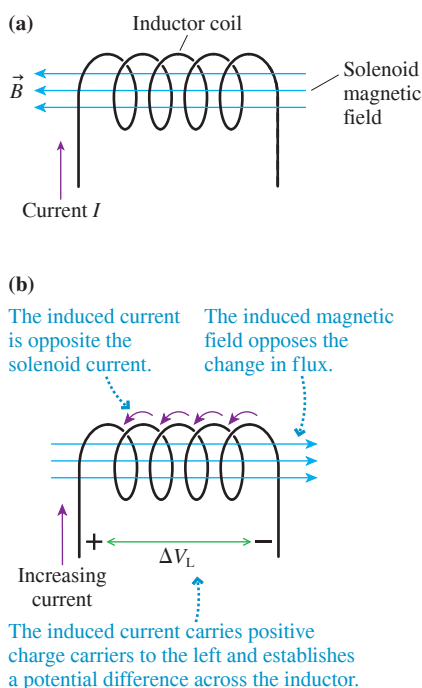 (a)
Inductor coil
B
Solenoid
magnetic
field
Current I
(b)
The induced current
is opposite the
solenoid current.
The induced magnetic
field opposes the
change in flux.
+ ΔV_L −
Increasing
current
The induced current carries positive
charge carriers to the left and establishes
a potential difference across the inductor.